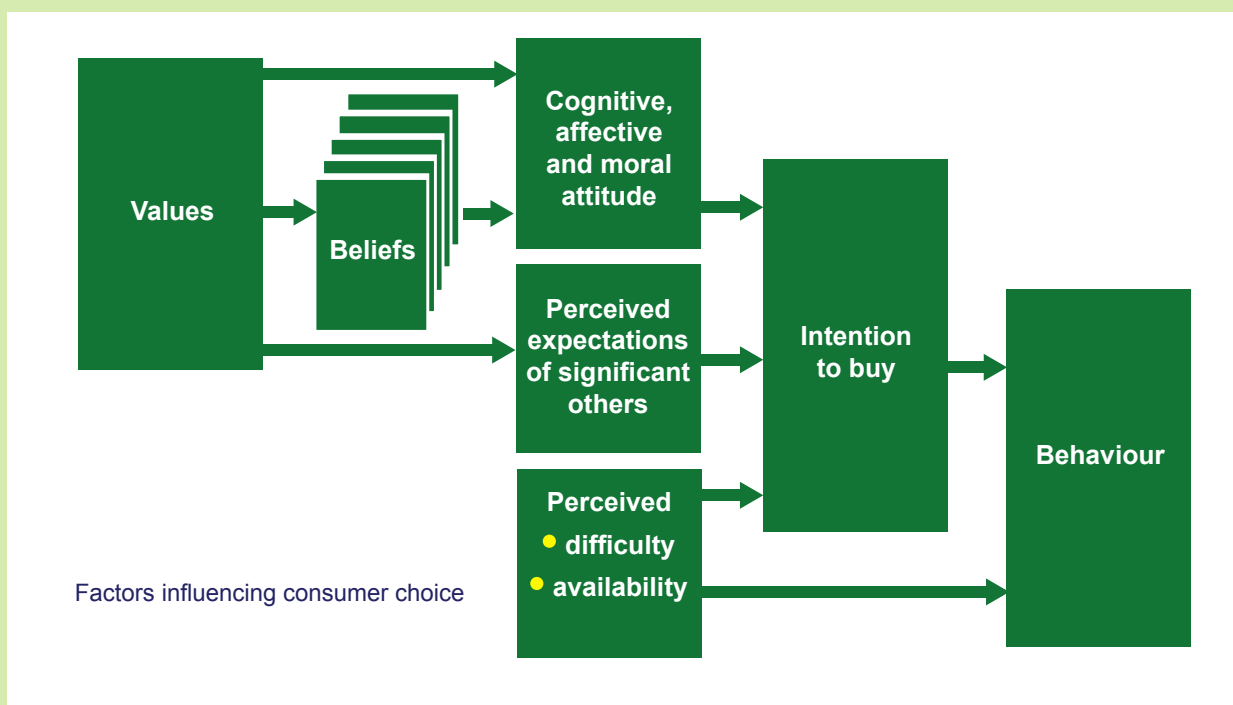 Values
Beliefs
Cognitive,
affective
and moral
attitude
Perceived
expectations
of significant
others
Perceived
• difficulty
• availability
Intention
to buy
Behaviour
Factors influencing consumer choice